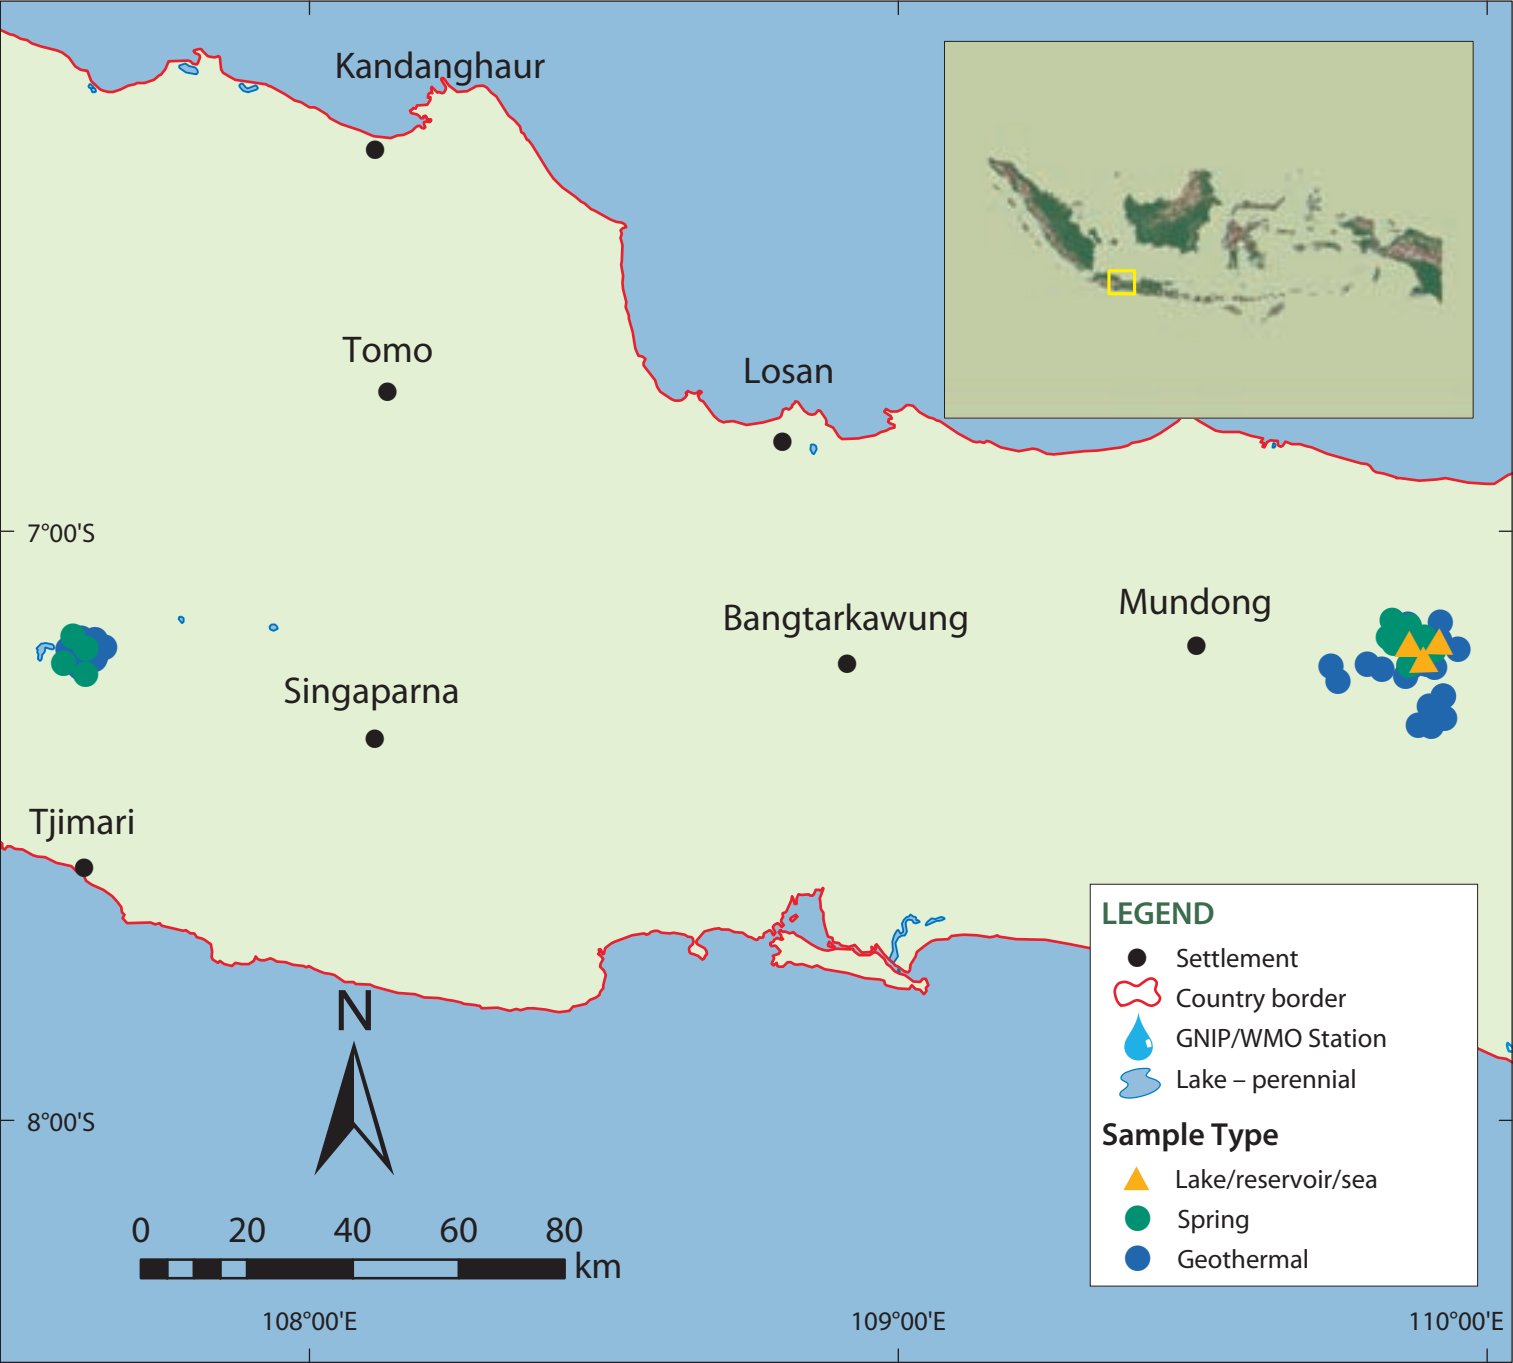 Kandanghaur
Tomo
Losan
7°00'S
Mundong
Bangtarkawung
Singaparna
Tjimari
LEGEND
Settlement
Country border
GNIP/WMO Station
Lake – perennial
Sample Type
Lake/reservoir/sea
Spring
Geothermal
N
8°00'S
0 20 40 60 80
km
108°00'E 109°00'E 110°00'E